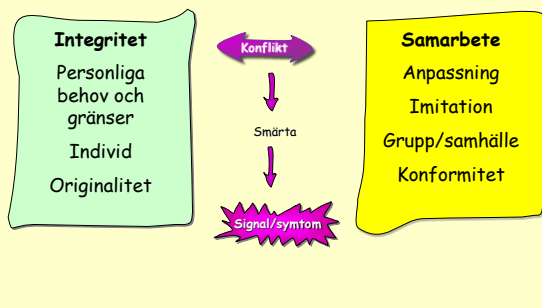 Integritet
Personliga
behov och
gränser
Individ
Originalitet
Konflikt
Smärta
Signal/symtom
Samarbete
Anpassning
Imitation
Grupp/samhälle
Konformitet